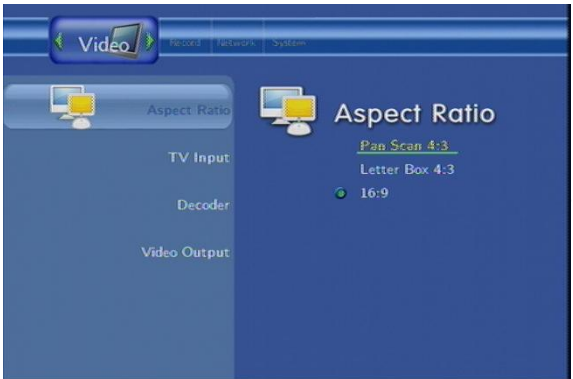 Video Record Network System
Aspect Ratio
TV Input
Decoder
Video Output
Aspect Ratio
Pan Scan 4:3
Letter Box 4:3
16:9